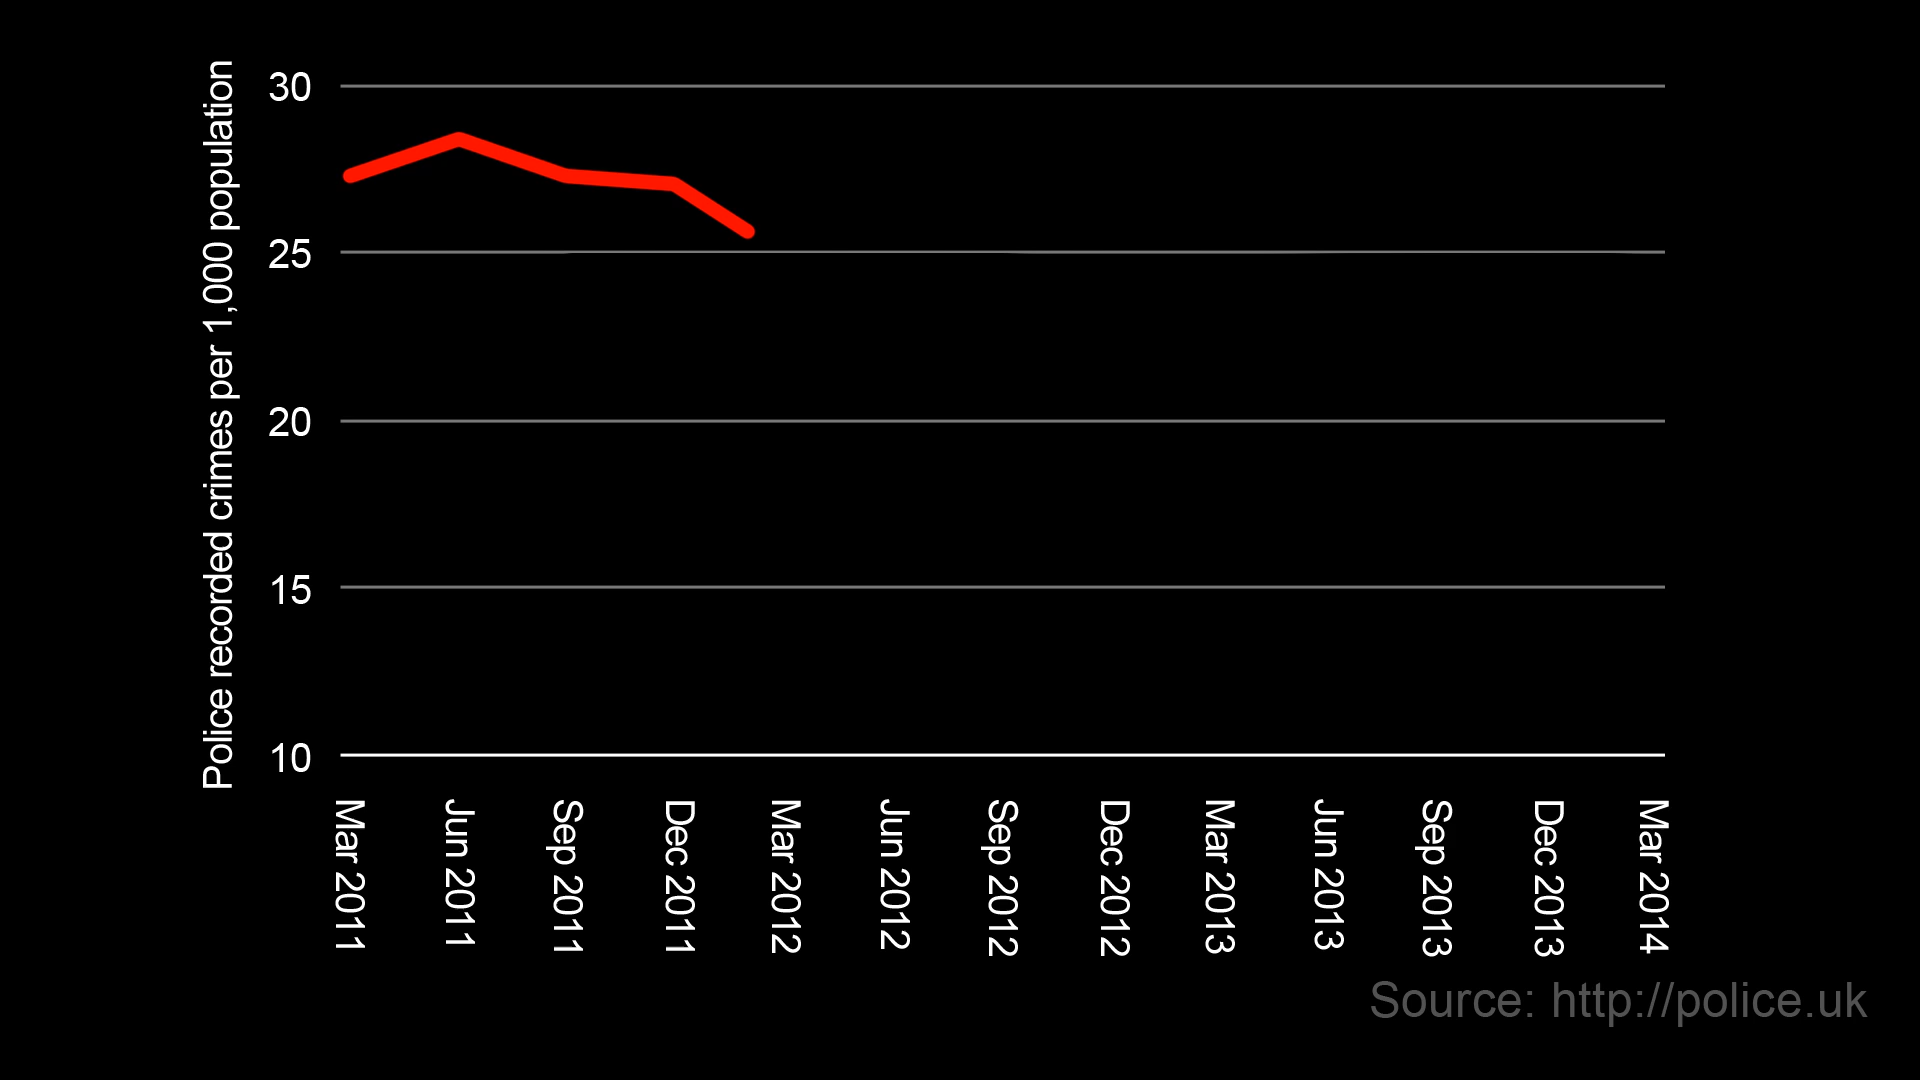 Police recorded crimes per 1,000 population
30
25
20
15
10
Mar 2011
Jun 2011
Sep 2011
Dec 2011
Mar 2012
Jun 2012
Sep 2012
Dec 2012
Mar 2013
Jun 2013
Sep 2013
Dec 2013
Mar 2014
Source: http://police.uk